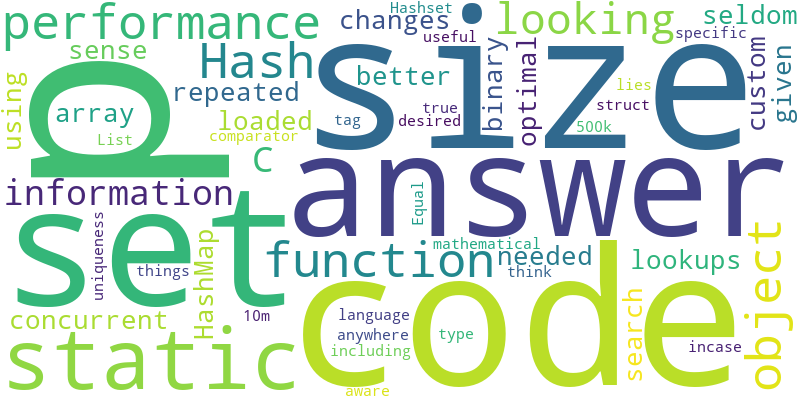 performance
changes
Hashset
useful
looking
seldom
specific
sense
Hash
size
better
binary
optimal
custom
given
using
p
array
List
repeated
loaded
comparator
tag
true
desired
struct
lies
500k
C
answer
information
set
Equal
uniqueness
things
HashMap
function
mathematical
needed
think
lookups
object
10m
concurrent
static
code
language
anywhere
including
type
aware
search
incase